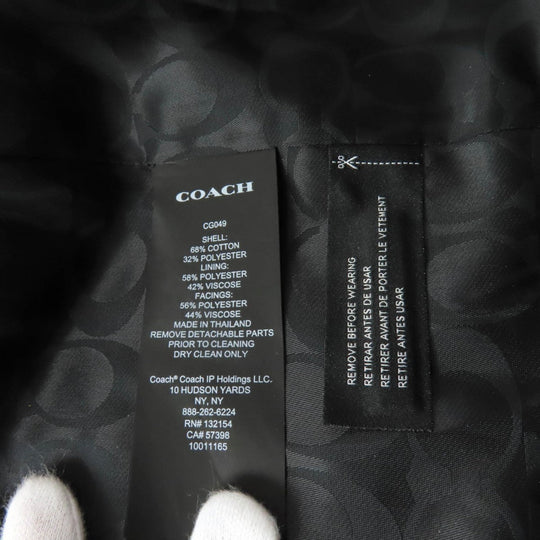 COACH
CG049
SHELL:
68% COTTON
32% POLYESTER
LINING:
58% POLYESTER
42% VISCOSE
FACINGS:
56% POLYESTER
44% VISCOSE
MADE IN THAILAND
REMOVE DETACHABLE PARTS
PRIOR TO CLEANING
DRY CLEAN ONLY
Coach® Coach IP Holdings LLC.
10 HUDSON YARDS
NY, NY
888-262-6224
RN# 132154
CA# 57398
10011165
REMOVE BEFORE WEARING
RETIRAR ANTES DE USAR
RETIRER AVANT DE PORTER LE VETEMENT
RETIRE ANTES USAR